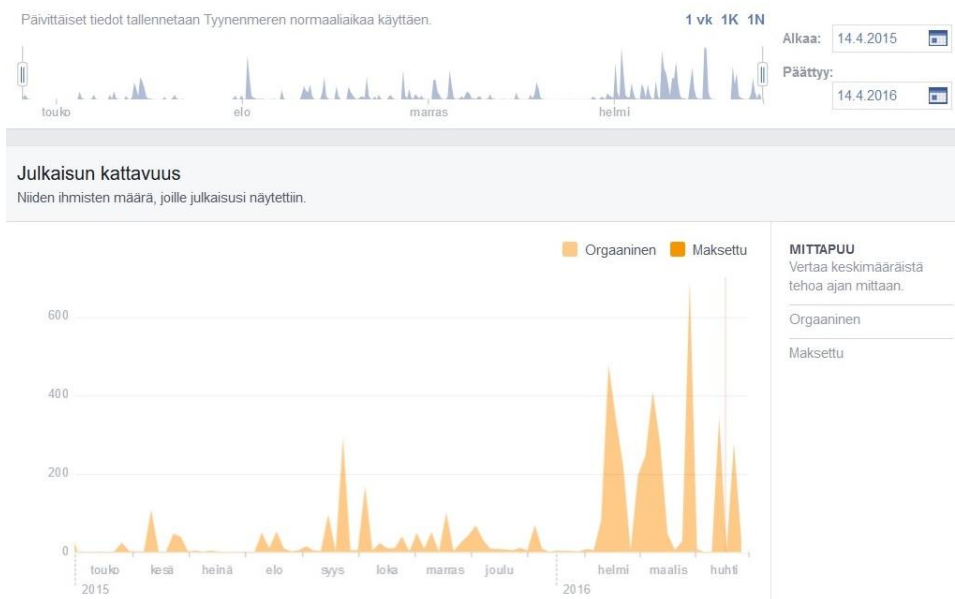 Päivittäiset tiedot tallennetaan Tyynenmeren normaaliaikaa käyttäen.
1 vk 1K 1N
Alkaa: 14.4.2015
Päättyy:
14.4.2016
touko elo marras helmi
Julkaisun kattavuus
Niiden ihmisten määrä, joille julkaisusi näytettiin.
Orgaaninen Maksettu
600
400
200
0
touko kesä heinä elo syys loka marras joulu helmi maalis huhti
2015 2016
MITTAPUU
Vertaa keskimääräistä
tehoa ajan mittaan.
Orgaaninen
Maksettu